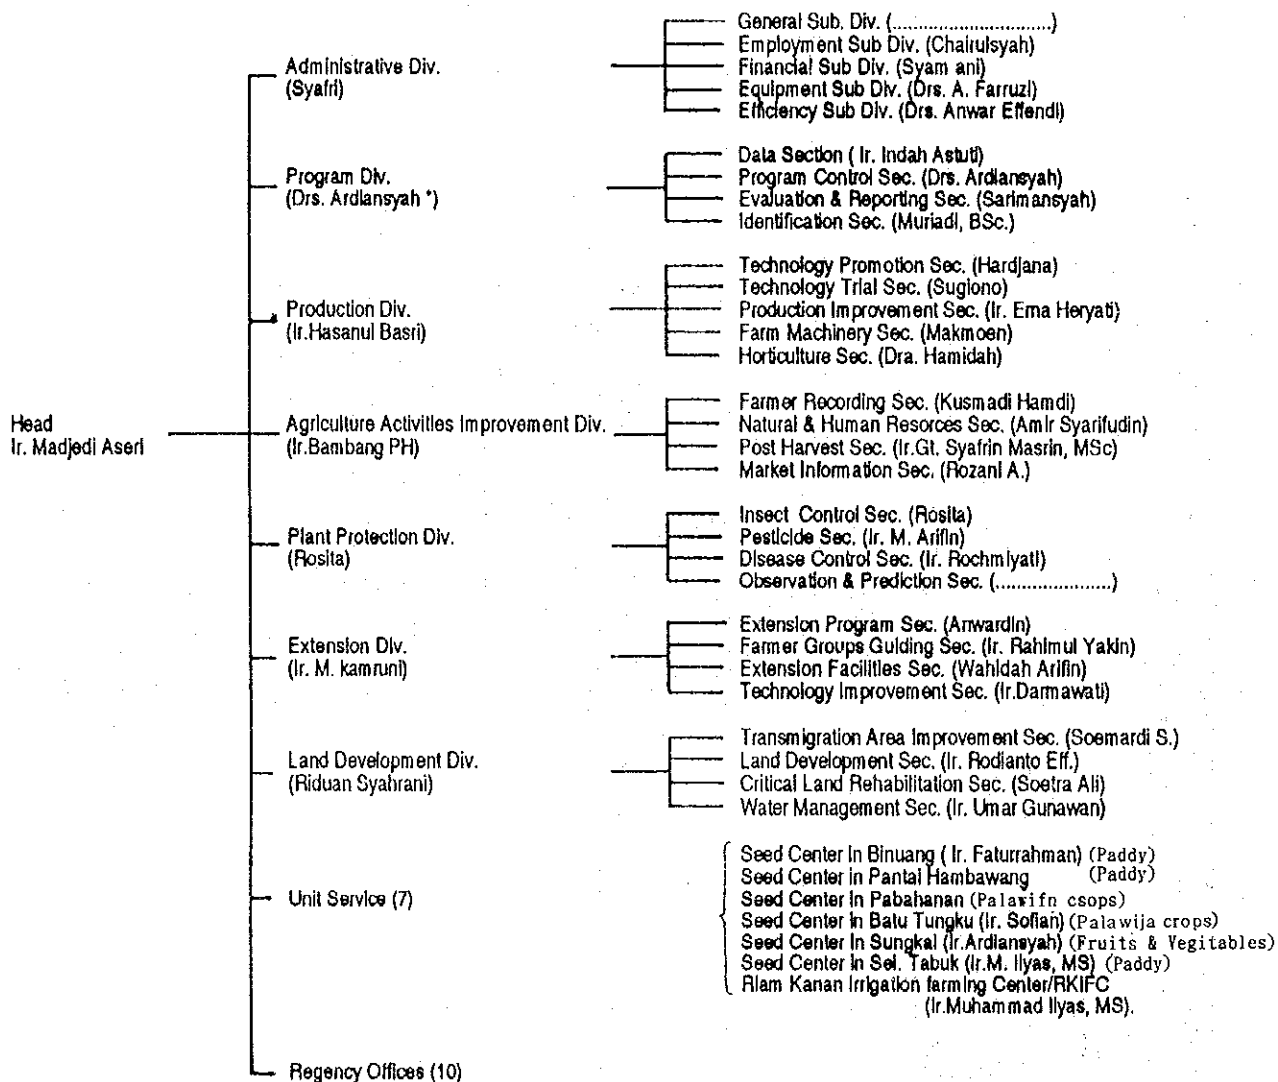 Head
Ir. Madjedi Aseri
Administrative Div.
(Syafri)
General Sub. Div. (.............................)
Employment Sub Div. (Chairulsyah)
Financial Sub Div. (Syam ani)
Equipment Sub Div. (Drs. A. Farruzi)
Efficiency Sub Div. (Drs. Anwar Effendi)
Program Div.
(Drs. Ardiansyah *)
Data Section ( Ir. Indah Astuti)
Program Control Sec. (Drs. Ardiansyah)
Evaluation & Reporting Sec. (Sarimansyah)
Identification Sec. (Muriadi, BSc.)
Production Div.
(Ir.Hasanul Basri)
Technology Promotion Sec. (Hardjana)
Technology Trial Sec. (Sugiono)
Production Improvement Sec. (Ir. Erna Heryati)
Farm Machinery Sec. (Makmoen)
Horticulture Sec. (Dra. Hamidah)
Agriculture Activities Improvement Div.
(Ir.Bambang PH)
Farmer Recording Sec. (Kusmadi Hamdi)
Natural & Human Resorces Sec. (Amir Syarifudin)
Post Harvest Sec. (Ir.Gt. Syafrin Masrin, MSc)
Market Information Sec. (Rozani A.)
Plant Protection Div.
(Rosita)
Insect Control Sec. (Rosita)
Pesticide Sec. (Ir. M. Arifin)
Disease Control Sec. (Ir. Rochmiyati)
Observation & Prediction Sec. (.....................)
Extension Div.
(Ir. M. kamruni)
Extension Program Sec. (Anwardin)
Farmer Groups Guiding Sec. (Ir. Rahimul Yakin)
Extension Facilities Sec. (Wahidah Arifin)
Technology Improvement Sec. (Ir.Darmawati)
Land Development Div.
(Riduan Syahrani)
Transmigration Area Improvement Sec. (Soemardi S.)
Land Development Sec. (Ir. Rodianto Eff.)
Critical Land Rehabilitation Sec. (Soetra Ali)
Water Management Sec. (Ir. Umar Gunawan)
Unit Service (7)
Seed Center in Binuang ( Ir. Faturrahman) (Paddy)
Seed Center in Pantai Hambawang (Paddy)
Seed Center in Pabahanan (Palawifn csops)
Seed Center in Batu Tungku (Ir. Sofian) (Palawija crops)
Seed Center in Sungkai (Ir.Ardiansyah) (Fruits & Vegitables)
Seed Center in Sei. Tabuk (Ir.M. Ilyas, MS) (Paddy)
Riam Kanan Irrigation farming Center/RKIFC
(Ir.Muhammad Ilyas, MS).
Regency Offices (10)